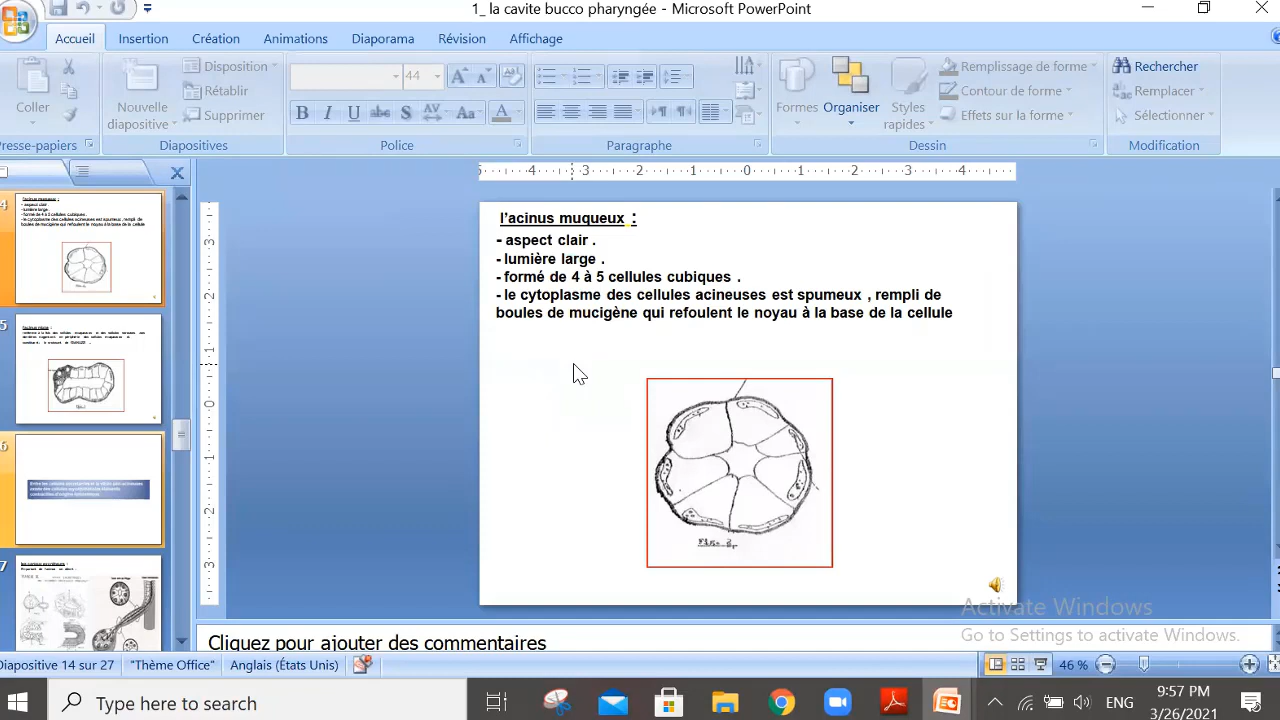 1_ la cavite bucco pharyngée - Microsoft PowerPoint
Accueil
Insertion
Création
Animations
Diaporama
Révision
Affichage
Coller
Nouvelle
diapositive
Disposition
Rétablir
Supprimer
44
Formes
Organiser
Styles
rapides
Remplissage de forme
Contour de forme
Effets sur la forme
Rechercher
Remplacer
Sélectionner
Presse-papiers
Diapositives
Police
Paragraphe
Dessin
Modification
l'acinus muqueux :
- aspect clair .
- lumière large .
- formé de 4 à 5 cellules cubiques .
- le cytoplasme des cellules acineuses est spumeux , rempli de
boules de mucigène qui refoulent le noyau à la base de la cellule
Activate Windows
Go to Settings to activate Windows.
Cliquez pour ajouter des commentaires
Diapositive 14 sur 27
"Thème Office"
Anglais (États Unis)
46 %
Type here to search
ENG
9:57 PM
3/26/2021